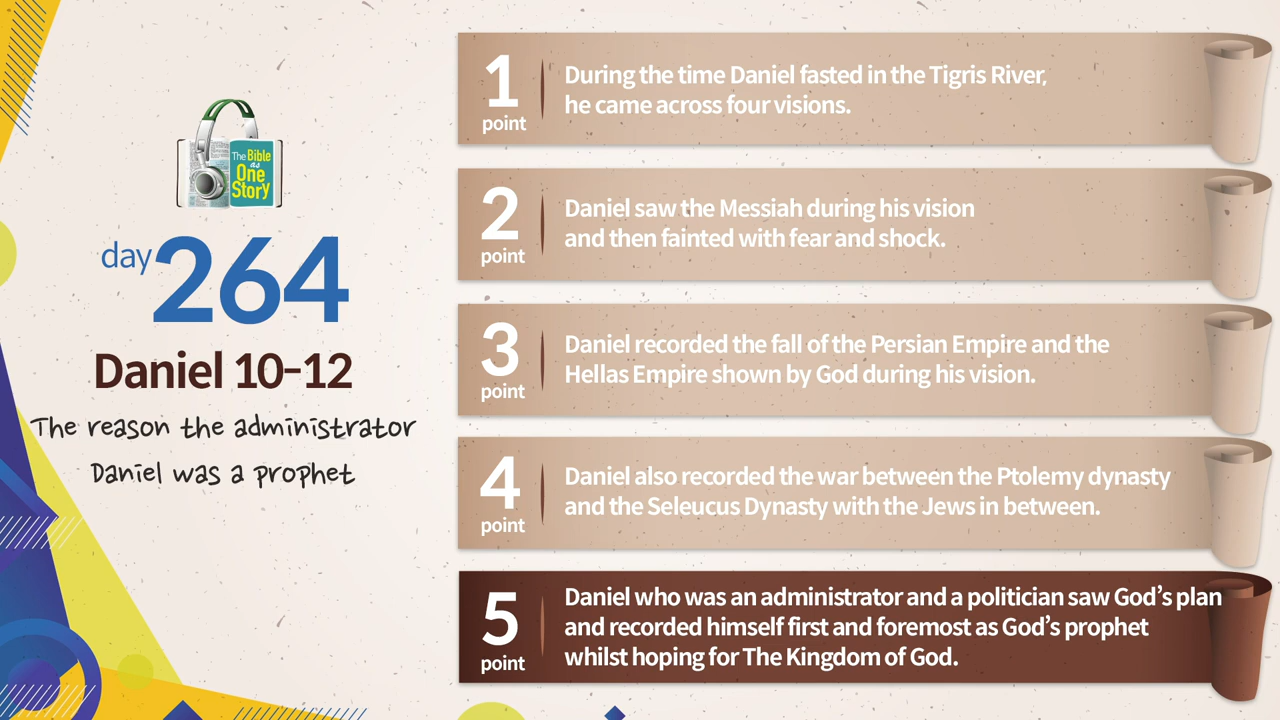 The Bible
as
One
Story
day 264
Daniel 10-12
The reason the administrator
Daniel was a prophet
1
point
During the time Daniel fasted in the Tigris River,
he came across four visions.
2
point
Daniel saw the Messiah during his vision
and then fainted with fear and shock.
3
point
Daniel recorded the fall of the Persian Empire and the
Hellas Empire shown by God during his vision.
4
point
Daniel also recorded the war between the Ptolemy dynasty
and the Seleucus Dynasty with the Jews in between.
5
point
Daniel who was an administrator and a politician saw God's plan
and recorded himself first and foremost as God's prophet
whilst hoping for The Kingdom of God.